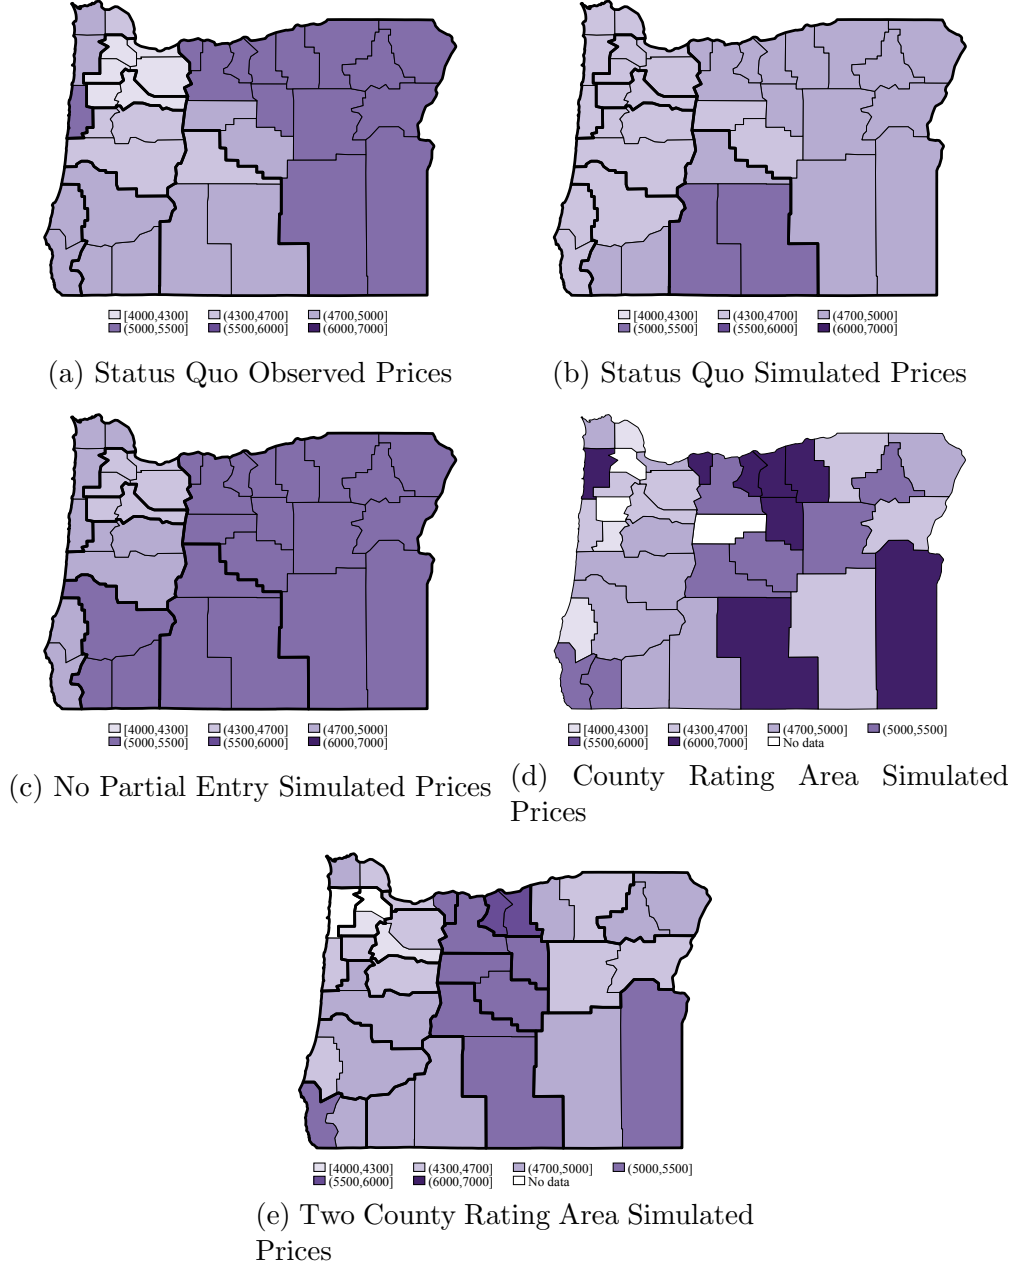 [4000,4300] (4300,4700] (4700,5000]
(5000,5500] (5500,6000] (6000,7000]
(a) Status Quo Observed Prices
[4000,4300] (4300,4700] (4700,5000]
(5000,5500] (5500,6000] (6000,7000]
(b) Status Quo Simulated Prices
[4000,4300] (4300,4700] (4700,5000]
(5000,5500] (5500,6000] (6000,7000]
(c) No Partial Entry Simulated Prices
[4000,4300] (4300,4700] (4700,5000] (5000,5500]
(5500,6000] (6000,7000] No data
(d) County Rating Area Simulated
Prices
[4000,4300] (4300,4700] (4700,5000] (5000,5500]
(5500,6000] (6000,7000] No data
(e) Two County Rating Area Simulated
Prices